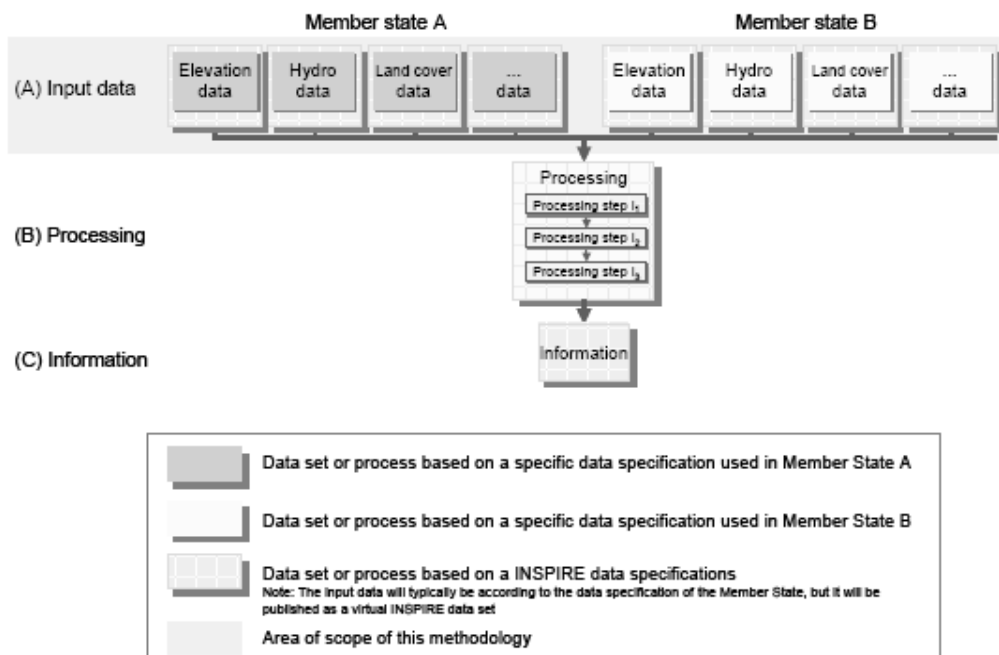 Member state A
Member state B
(A) Input data
Elevation
data
Hydro
data
Land cover
data
...
data
Elevation
data
Hydro
data
Land cover
data
...
data
Processing
Processing step i₁
Processing step i₂
Processing step i₃
(B) Processing
(C) Information
Information
Data set or process based on a specific data specification used in Member State A
Data set or process based on a specific data specification used in Member State B
Data set or process based on a INSPIRE data specifications
Note: The input data will typically be according to the data specification of the Member State, but it will be
published as a virtual INSPIRE data set
Area of scope of this methodology